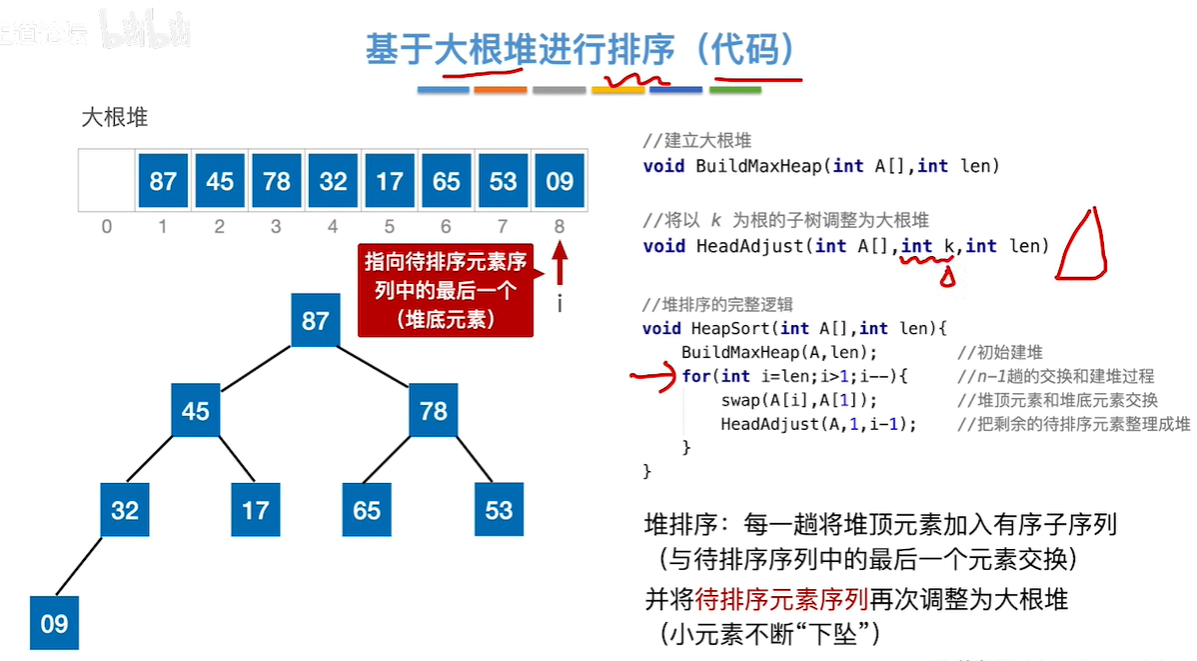 王道论坛 bilibili
基于大根堆进行排序（代码）
大根堆
87 45 78 32 17 65 53 09
0 1 2 3 4 5 6 7 8
指向待排序元素序
列中的最后一个
（堆底元素）
i
87
45 78
32 17 65 53
09
//建立大根堆
void BuildMaxHeap(int A[],int len)
//将以 k 为根的子树调整为大根堆
void HeadAdjust(int A[],int k,int len)
//堆排序的完整逻辑
void HeapSort(int A[],int len){
BuildMaxHeap(A,len); //初始建堆
for(int i=len;i>1;i--){ //n-1趟的交换和建堆过程
swap(A[i],A[1]); //堆顶元素和堆底元素交换
HeadAdjust(A,1,i-1); //把剩余的待排序元素整理成堆
}
}
堆排序：每一趟将堆顶元素加入有序子序列
（与待排序序列中的最后一个元素交换）
并将待排序元素序列再次调整为大根堆
（小元素不断“下坠”）